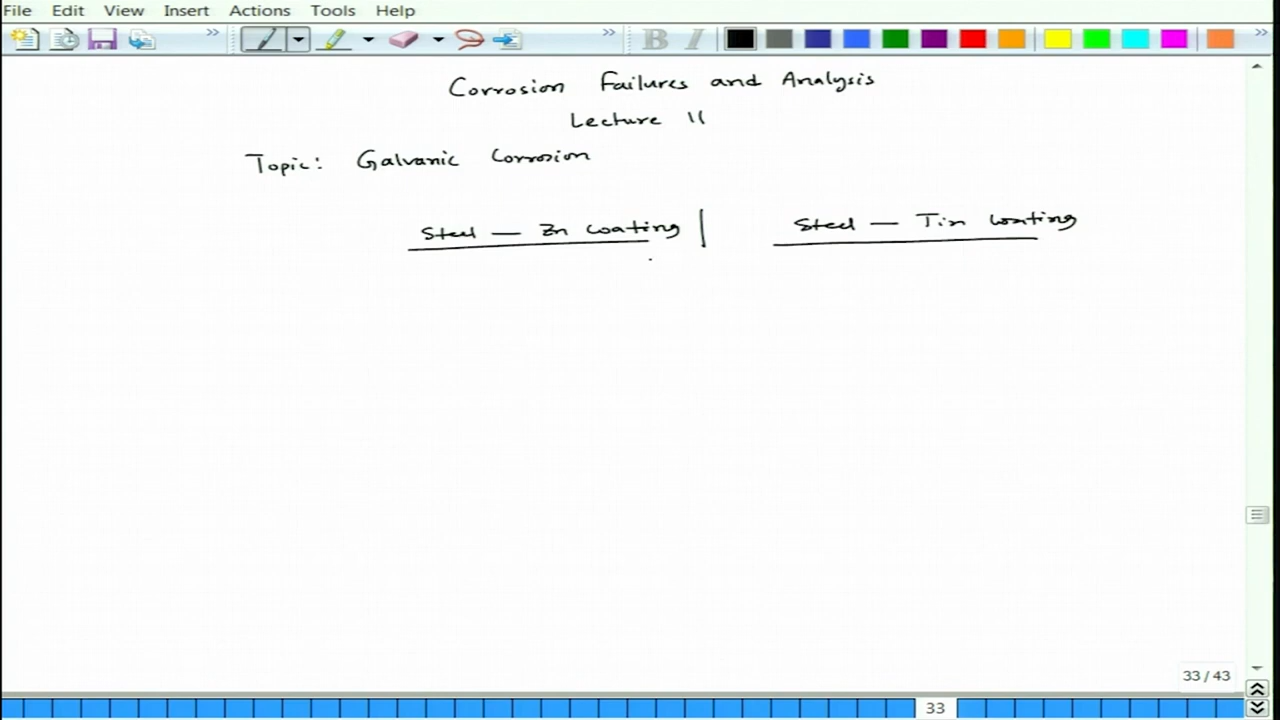 File Edit View Insert Actions Tools Help
B I
Corrosion Failures and Analysis
Lecture 11
Topic: Galvanic Corrosion
Steel — Zn coating | Steel — Tin coating
33 / 43
33